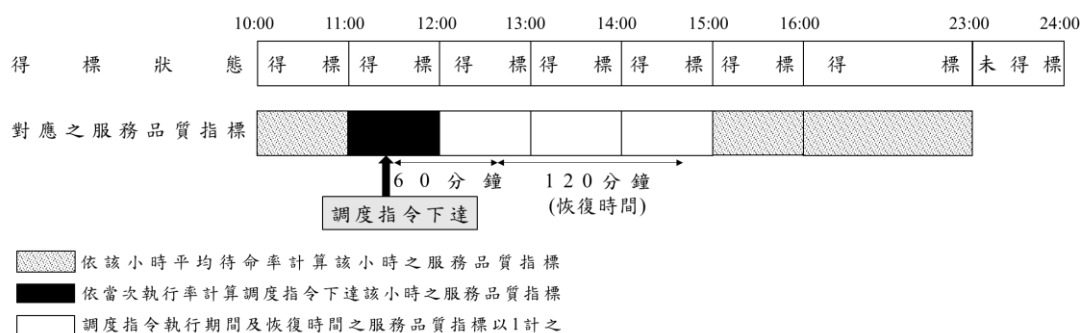 10:00 11:00 12:00 13:00 14:00 15:00 16:00 23:00 24:00
得標狀態 得標 得標 得標 得標 得標 得標 得標 未得標
對應之服務品質指標
60分鐘 120分鐘
(恢復時間)
調度指令下達
依該小時平均待命率計算該小時之服務品質指標
依當次執行率計算調度指令下達該小時之服務品質指標
調度指令執行期間及恢復時間之服務品質指標以1計之